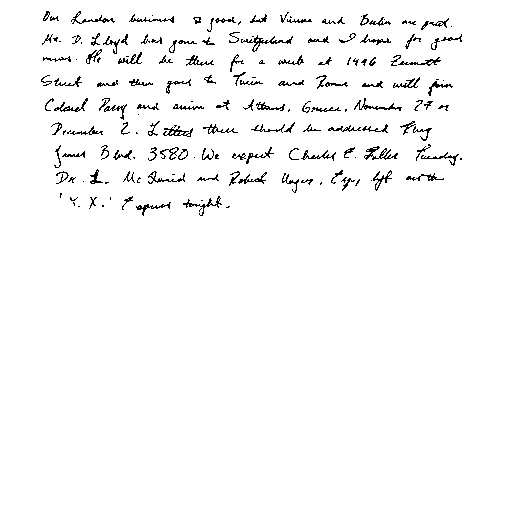 Our London business is good, but Vienna and Berlin are quiet.
Mr. D. Lloyd has gone to Switzerland and I hope for good
news. He will be there for a week at 1496 Zermott
Street and then goes to Turin and Rome and will join
Colonel Parry and arrive at Athens, Greece, November 27 or
December 2. Letters there should be addressed King
James Blvd. 3580. We expect Charles E. Fuller Tuesday.
Dr. L. McQuaid and Robert Unger, Esq., left on the
'Y. X.' Express tonight.